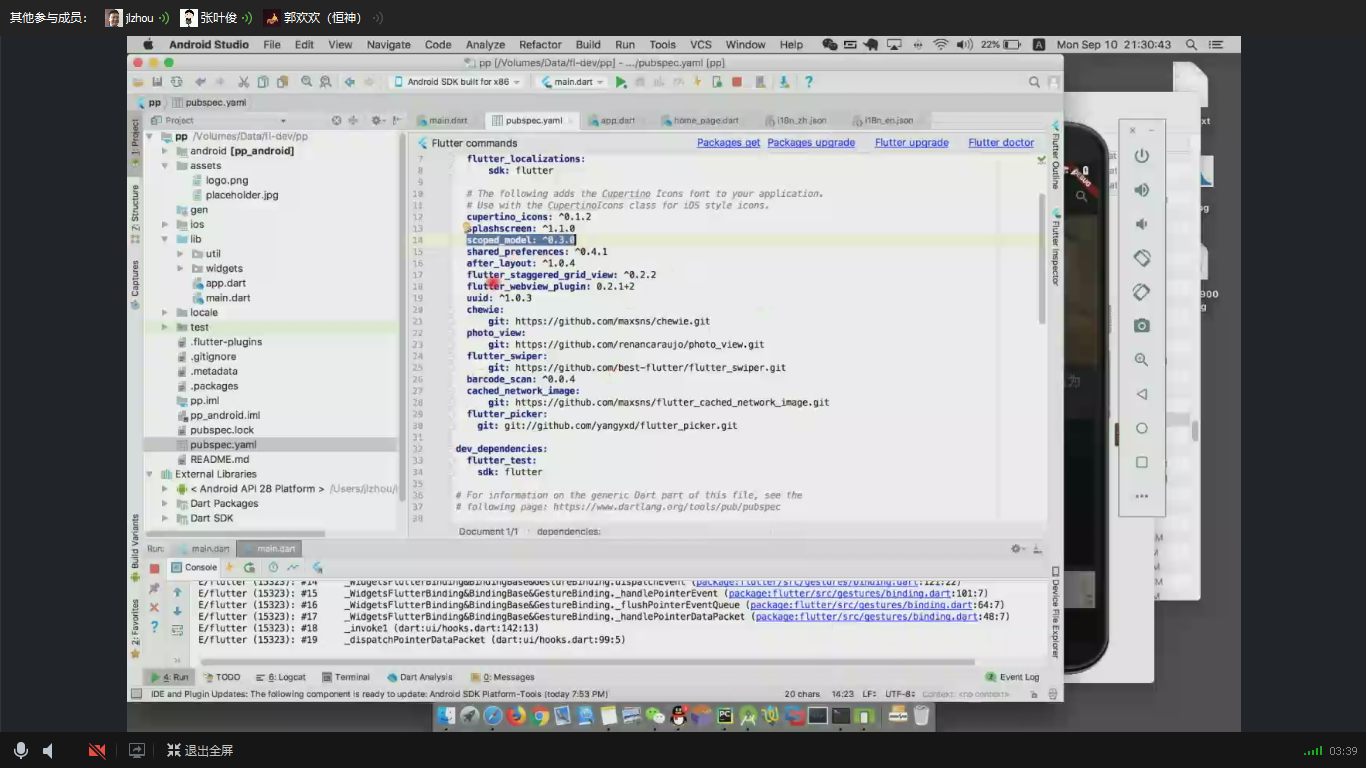 其他参与成员： jlzhou 张叶俊 郭欢欢（恒神）
Android Studio File Edit View Navigate Code Analyze Refactor Build Run Tools VCS Window Help 22% A Mon Sep 10 21:30:43
pp [/Volumes/Data/fl-dev/pp] - .../pubspec.yaml [pp]
Android SDK built for x86 main.dart
pp pubspec.yaml
Project main.dart pubspec.yaml app.dart home_page.dart i18n_zh.json i18n_en.json
pp /Volumes/Data/fl-dev/pp
android [pp_android]
assets
logo.png
placeholder.jpg
gen
ios
lib
util
widgets
app.dart
main.dart
locale
test
.flutter-plugins
.gitignore
.metadata
.packages
pp.iml
pp_android.iml
pubspec.lock
pubspec.yaml
README.md
External Libraries
< Android API 28 Platform > /Users/jlzhou/
Dart Packages
Dart SDK
1: Project
7: Structure
Captures
Build Variants
2: Favorites
Flutter commands Packages get Packages upgrade Flutter upgrade Flutter doctor
7 flutter_localizations:
8 sdk: flutter
9
10 # The following adds the Cupertino Icons font to your application.
11 # Use with the CupertinoIcons class for iOS style icons.
12 cupertino_icons: ^0.1.2
13 splashscreen: ^1.1.0
14 scoped_model: ^0.3.0
15 shared_preferences: ^0.4.1
16 after_layout: ^1.0.4
17 flutter_staggered_grid_view: ^0.2.2
18 flutter_webview_plugin: 0.2.1+2
19 uuid: ^1.0.3
20 chewie:
21 git: https://github.com/maxsns/chewie.git
22 photo_view:
23 git: https://github.com/renancaraujo/photo_view.git
24 flutter_swiper:
25 git: https://github.com/best-flutter/flutter_swiper.git
26 barcode_scan: ^0.0.4
27 cached_network_image:
28 git: https://github.com/maxsns/flutter_cached_network_image.git
29 flutter_picker:
30 git: git://github.com/yangyxd/flutter_picker.git
31
32 dev_dependencies:
33 flutter_test:
34 sdk: flutter
35
36 # For information on the generic Dart part of this file, see the
37 # following page: https://www.dartlang.org/tools/pub/pubspec
38
Document 1/1 dependencies:
Flutter Outline
Flutter Inspector
Device File Explorer
Run: main.dart main.dart
Console
E/flutter (15323): #14 _WidgetsFlutterBinding&BindingBase&GestureBinding.dispatchEvent (package:flutter/src/gestures/binding.dart:121:22)
E/flutter (15323): #15 _WidgetsFlutterBinding&BindingBase&GestureBinding._handlePointerEvent (package:flutter/src/gestures/binding.dart:101:7)
E/flutter (15323): #16 _WidgetsFlutterBinding&BindingBase&GestureBinding._flushPointerEventQueue (package:flutter/src/gestures/binding.dart:64:7)
E/flutter (15323): #17 _WidgetsFlutterBinding&BindingBase&GestureBinding._handlePointerDataPacket (package:flutter/src/gestures/binding.dart:48:7)
E/flutter (15323): #18 _invoke1 (dart:ui/hooks.dart:142:13)
E/flutter (15323): #19 _dispatchPointerDataPacket (dart:ui/hooks.dart:99:5)
4: Run TODO 6: Logcat Terminal Dart Analysis 0: Messages 2 Event Log
IDE and Plugin Updates: The following component is ready to update: Android SDK Platform-Tools (today 7:53 PM) 20 chars 14:23 LF: UTF-8: Context: <no context>
退出全屏 03:39